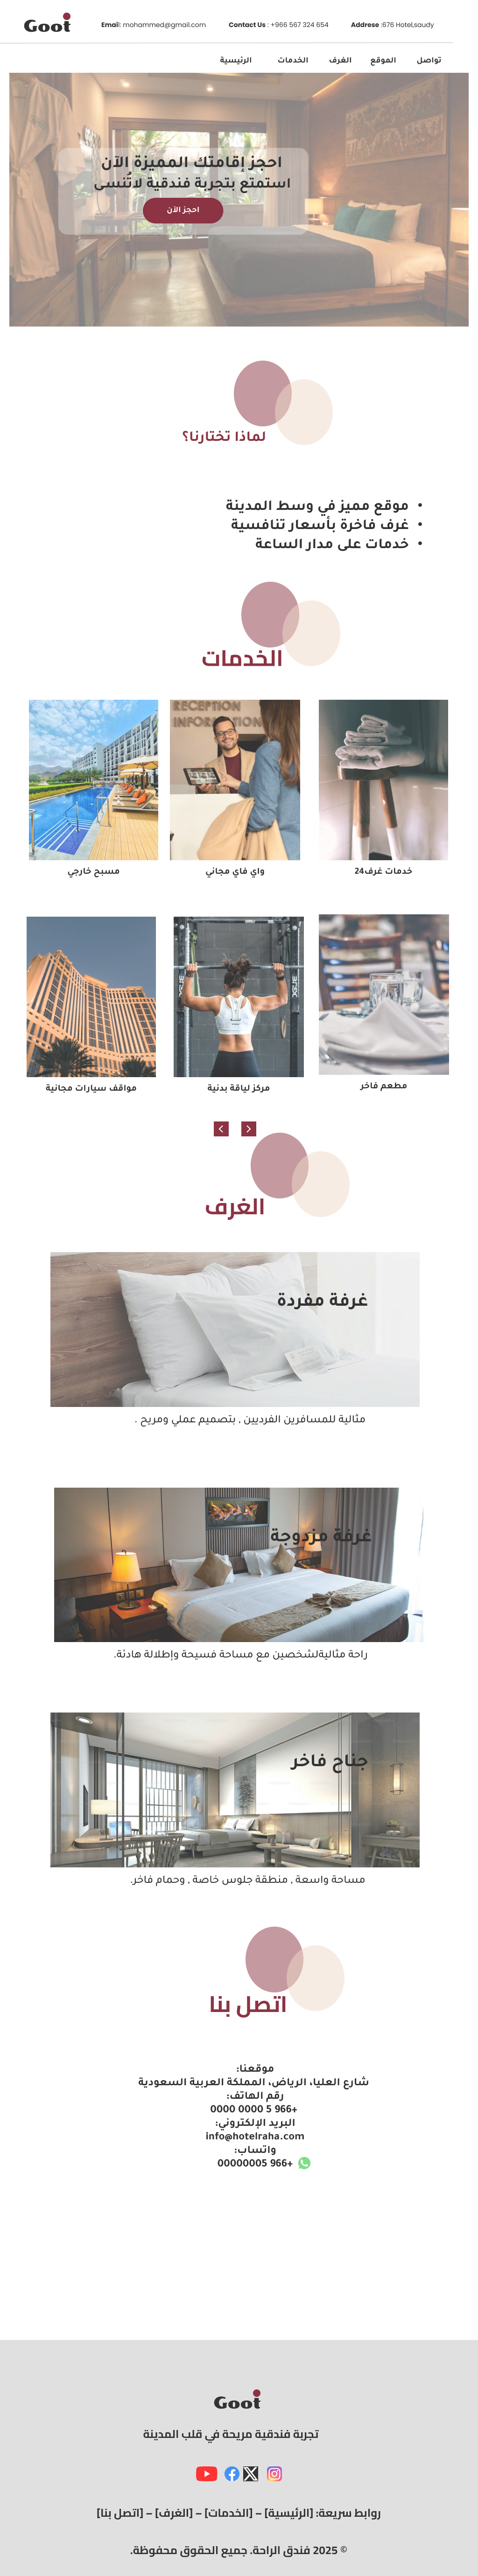 Goot
Email: mohammed@gmail.com
Contact Us : +966 567 324 654
Addrese :676 Hotel,saudy
الرئيسية
الخدمات
الغرف
الموقع
تواصل
احجز إقامتك المميزة الآن
استمتع بتجربة فندقية لاتُنسى
احجز الآن
لماذا تختارنا؟
• موقع مميز في وسط المدينة
• غرف فاخرة بأسعار تنافسية
• خدمات على مدار الساعة
الخدمات
RECEPTION
INFORMATION
خدمات غرف24
واي فاي مجاني
مسبح خارجي
مطعم فاخر
مركز لياقة بدنية
مواقف سيارات مجانية
الغرف
غرفة مفردة
مثالية للمسافرين الفرديين , بتصميم عملي ومريح .
غرفة مزدوجة
راحة مثاليةلشخصين مع مساحة فسيحة وإطلالة هادئة.
جناح فاخر
مساحة واسعة , منطقة جلوس خاصة , وحمام فاخر.
اتصل بنا
موقعنا:
شارع العليا، الرياض، المملكة العربية السعودية
رقم الهاتف:
+966 5 0000 0000
البريد الإلكتروني:
info@hotelraha.com
واتساب:
+966 00000005
Goot
تجربة فندقية مريحة في قلب المدينة
روابط سريعة: [الرئيسية] – [الخدمات] – [الغرف] – [اتصل بنا]
© 2025 فندق الراحة. جميع الحقوق محفوظة.